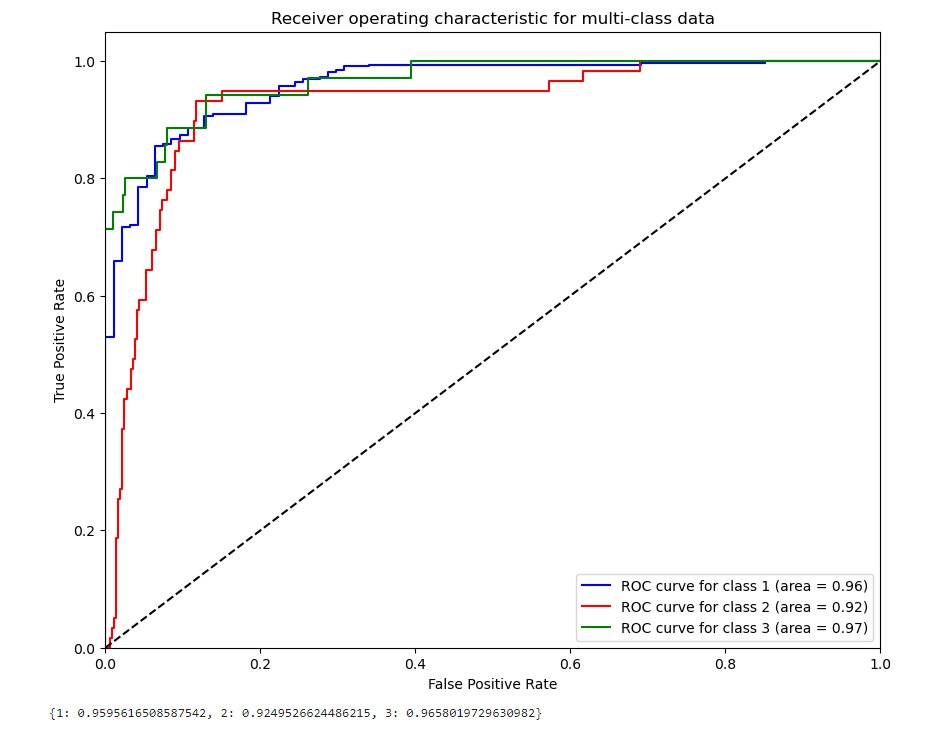 Receiver operating characteristic for multi-class data
1.0
0.8
0.6
0.4
0.2
0.0
True Positive Rate
ROC curve for class 1 (area = 0.96)
ROC curve for class 2 (area = 0.92)
ROC curve for class 3 (area = 0.97)
0.0 0.2 0.4 0.6 0.8 1.0
False Positive Rate
{1: 0.9595616508587542, 2: 0.9249526624486215, 3: 0.9658019729630982}